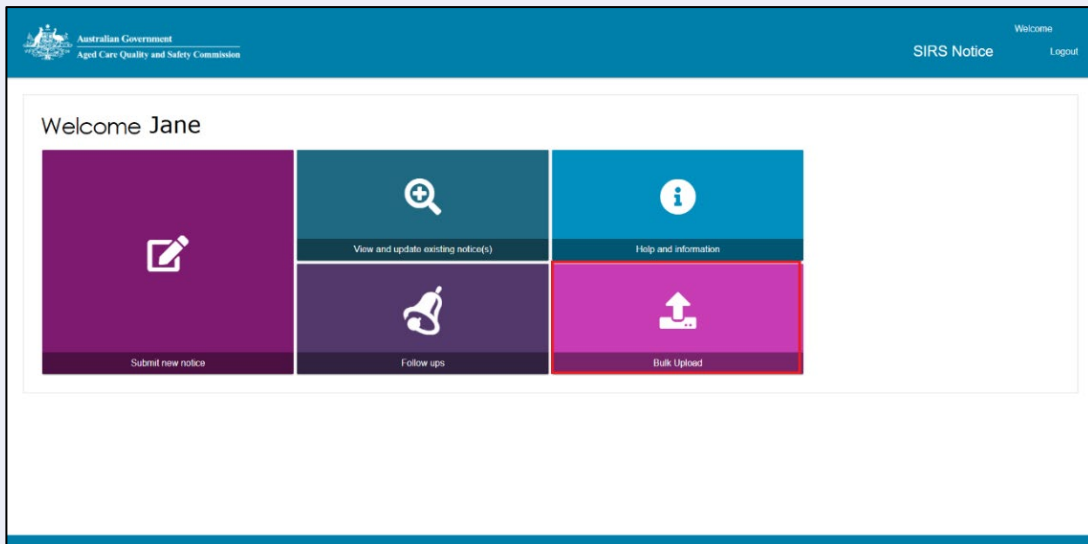 Australian Government
Aged Care Quality and Safety Commission
Welcome
SIRS Notice
Logout
Welcome Jane
View and update existing notice(s)
Help and information
Submit new notice
Follow ups
Bulk Upload